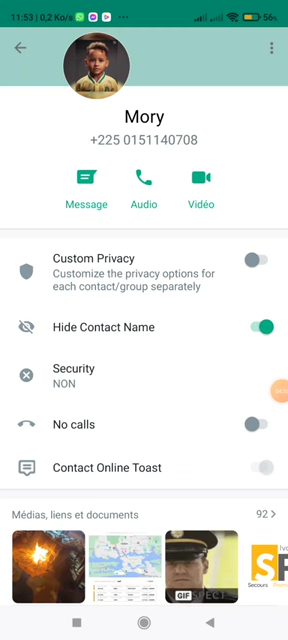 11:53 | 0,2 Ko/s
56%
Mory
+225 0151140708
Message
Audio
Vidéo
Custom Privacy
Customize the privacy options for
each contact/group separately
Hide Contact Name
Security
NON
No calls
Contact Online Toast
Médias, liens et documents
92 >
GIF